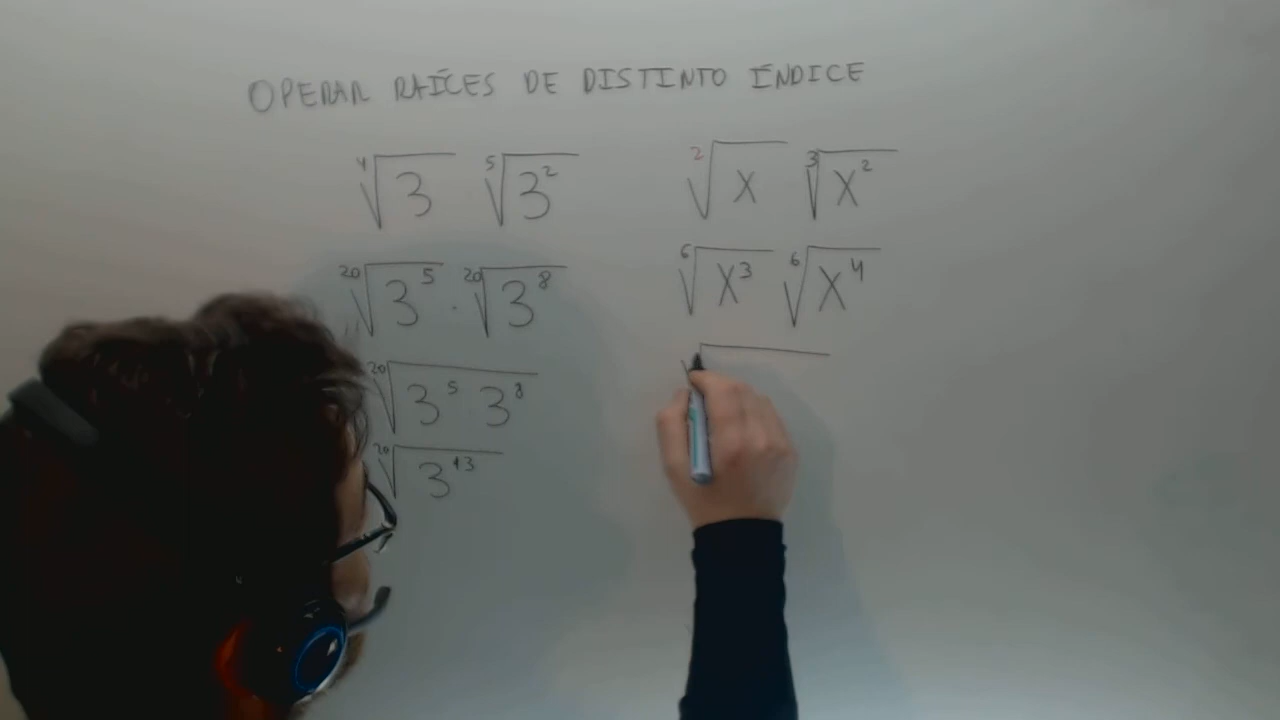 OPERAR RAÍCES DE DISTINTO ÍNDICE
⁴√3 ⁵√3²
²⁰√3⁵ · ²⁰√3⁸
²⁰√3⁵ 3⁸
²⁰√3¹³
²√x ³√x²
⁶√x³ ⁶√x⁴
√